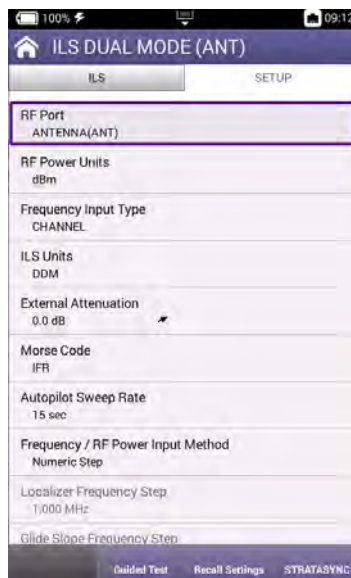 100% 09:12
ILS DUAL MODE (ANT)
ILS SETUP
RF Port
ANTENNA(ANT)
RF Power Units
dBm
Frequency Input Type
CHANNEL
ILS Units
DDM
External Attenuation
0.0 dB
Morse Code
IFR
Autopilot Sweep Rate
15 sec
Frequency / RF Power Input Method
Numeric Step
Localizer Frequency Step
1.000 MHz
Glide Slope Frequency Step
Guided Test Recall Settings STRATASYNC